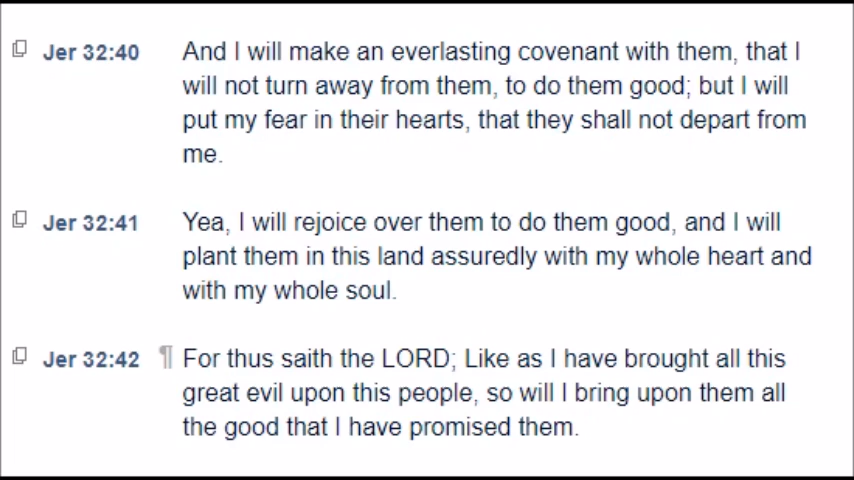 Jer 32:40 And I will make an everlasting covenant with them, that I
will not turn away from them, to do them good; but I will
put my fear in their hearts, that they shall not depart from
me.
Jer 32:41 Yea, I will rejoice over them to do them good, and I will
plant them in this land assuredly with my whole heart and
with my whole soul.
Jer 32:42 ¶ For thus saith the LORD; Like as I have brought all this
great evil upon this people, so will I bring upon them all
the good that I have promised them.